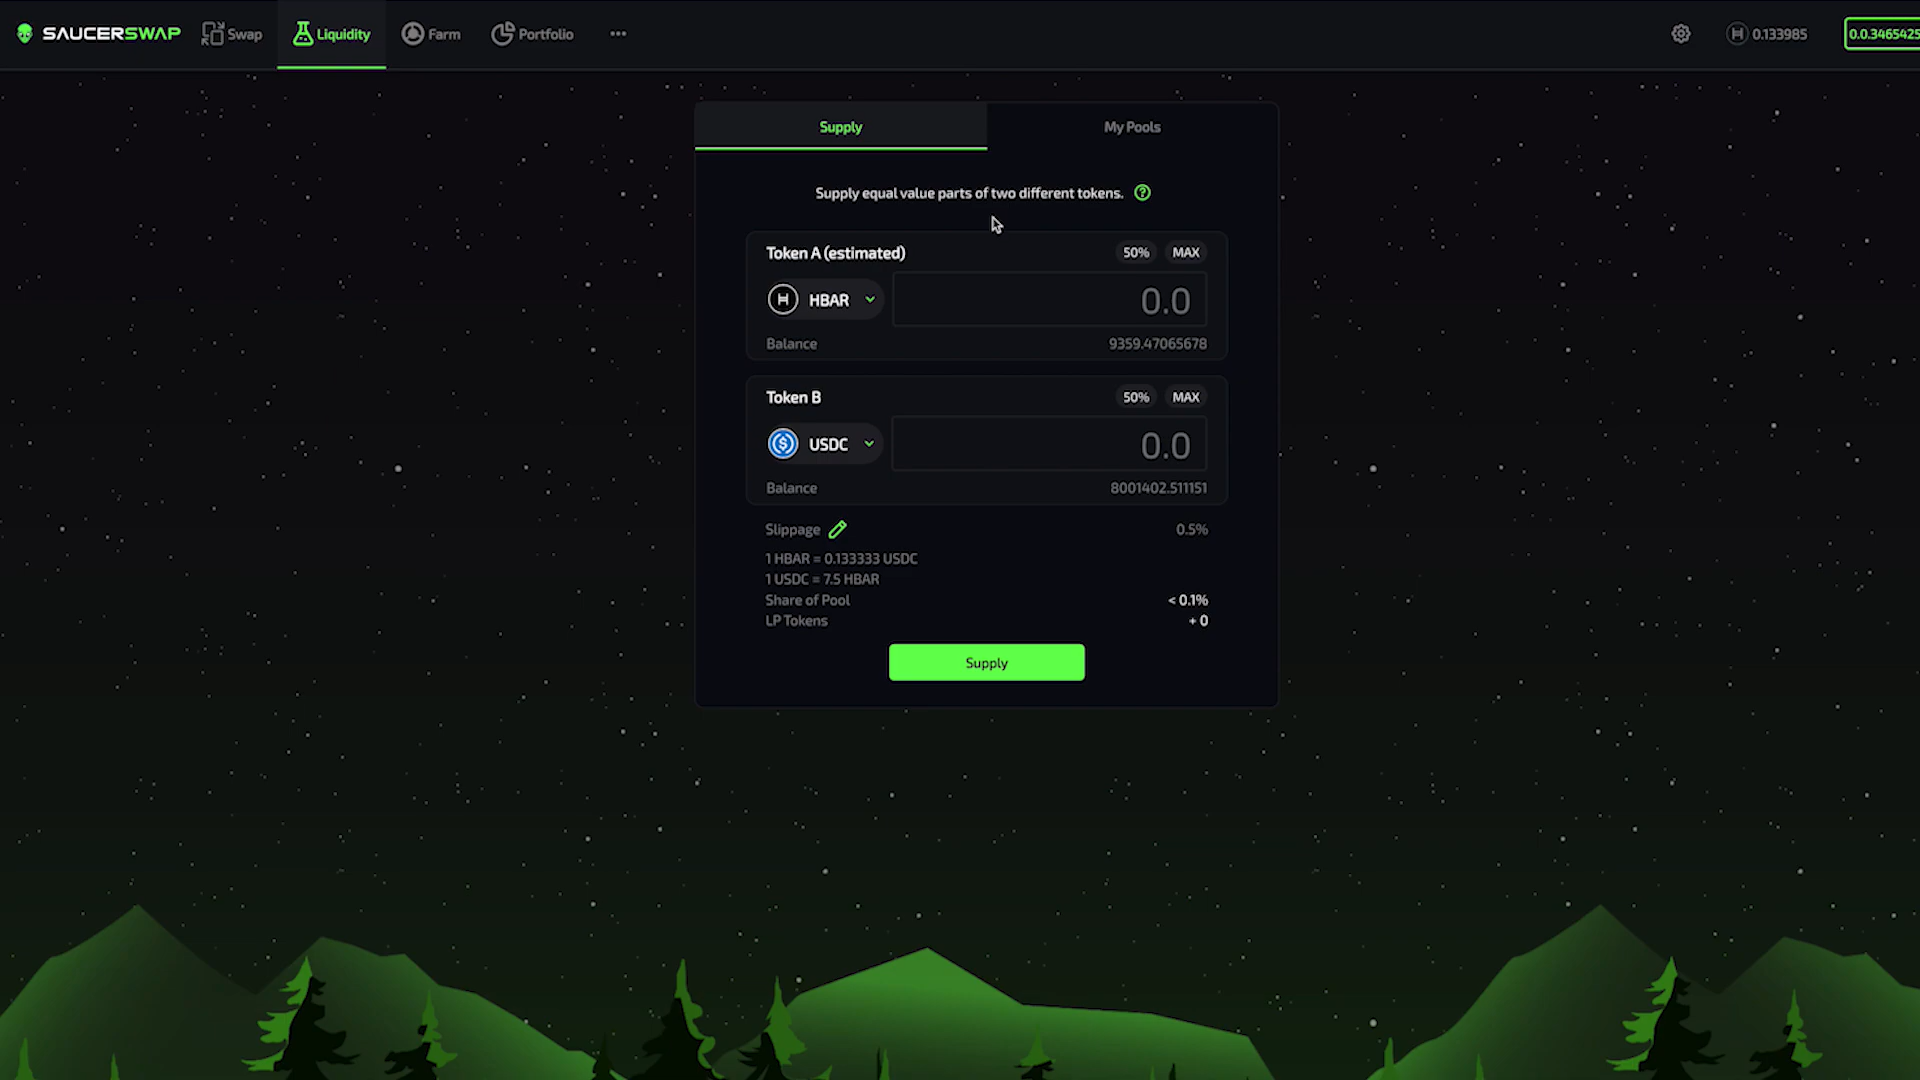 SAUCERSWAP
Swap
Liquidity
Farm
Portfolio
0.133985
0.0.3465425
Supply
My Pools
Supply equal value parts of two different tokens.
Token A (estimated)
50%
MAX
HBAR
0.0
Balance
9359.47065678
Token B
50%
MAX
USDC
0.0
Balance
8001402.511151
Slippage
0.5%
1 HBAR = 0.133333 USDC
1 USDC = 7.5 HBAR
Share of Pool
< 0.1%
LP Tokens
+ 0
Supply